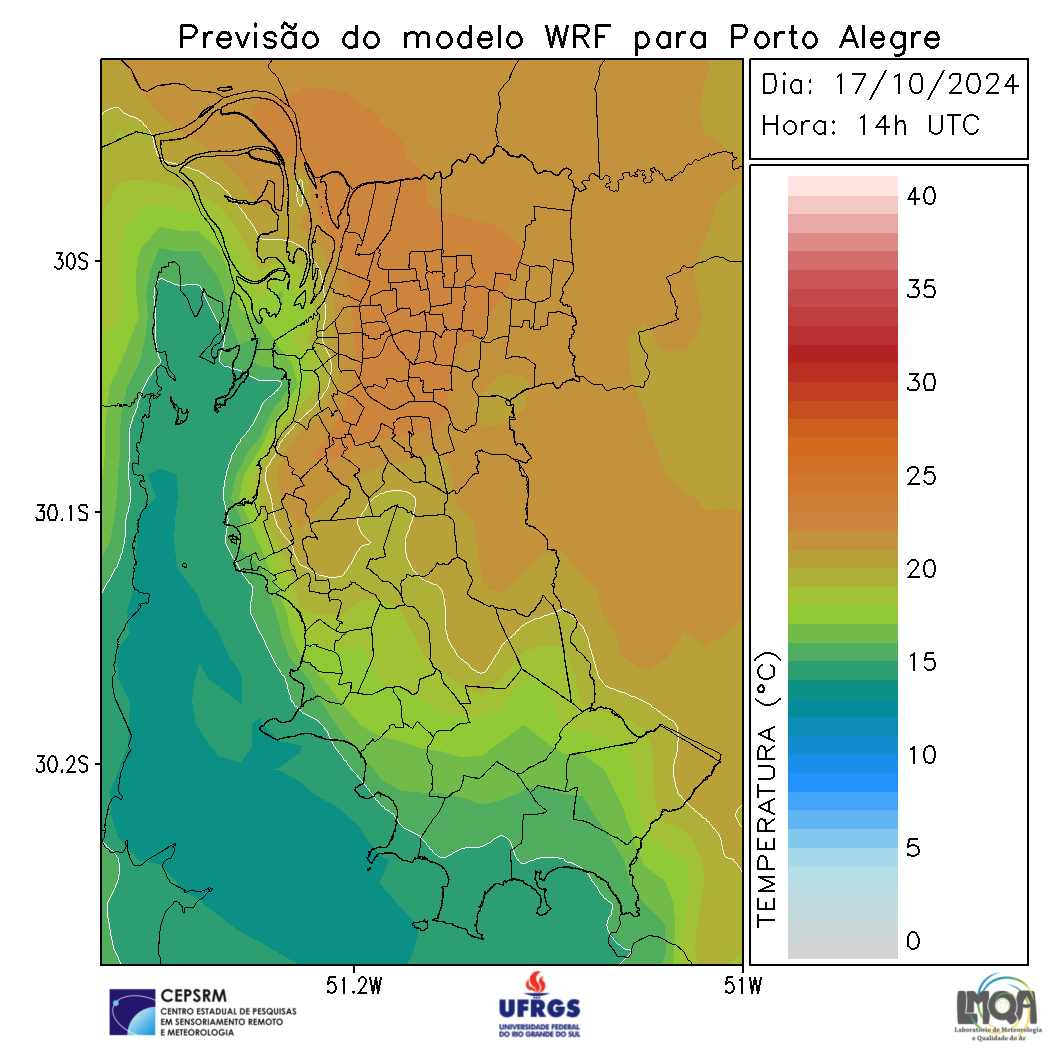 Previsão do modelo WRF para Porto Alegre
Dia: 17/10/2024
Hora: 14h UTC
30S
30.1S
30.2S
51.2W
51W
TEMPERATURA (°C)
40
35
30
25
20
15
10
5
0
CEPSRM
CENTRO ESTADUAL DE PESQUISAS
EM SENSORIAMENTO REMOTO
E METEOROLOGIA
UFRGS
UNIVERSIDADE FEDERAL
DO RIO GRANDE DO SUL
LMQA
Laboratório de Meteorologia
e Qualidade do Ar